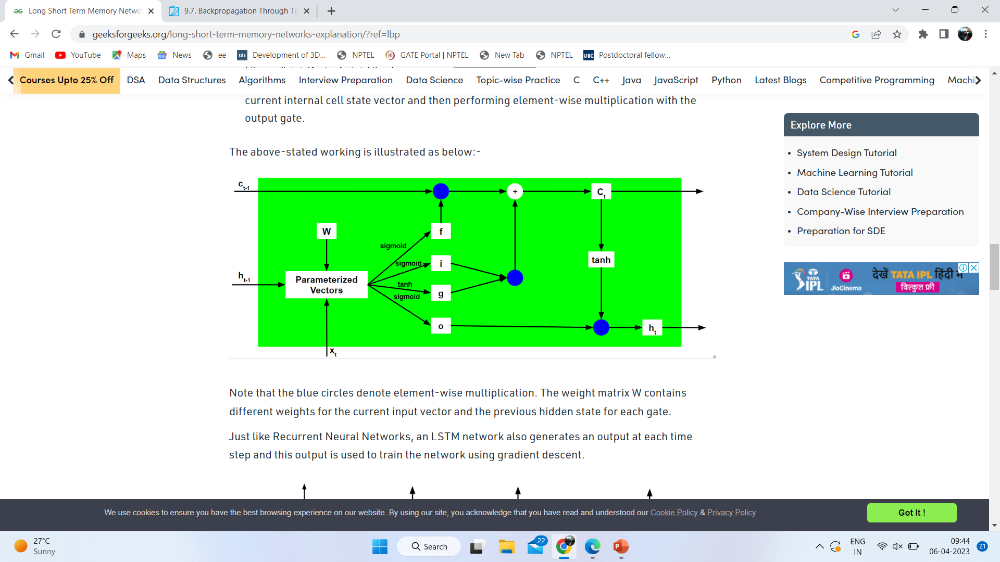 Long Short Term Memory Netwo
9.7. Backpropagation Through Ti
geeksforgeeks.org/long-short-term-memory-networks-explanation/?ref=lbp
Gmail YouTube Maps News ee tds Development of 3D... NPTEL GATE Portal | NPTEL New Tab NPTEL UBC Postdoctoral fellow...
Courses Upto 25% Off DSA Data Structures Algorithms Interview Preparation Data Science Topic-wise Practice C C++ Java JavaScript Python Latest Blogs Competitive Programming Machi
current internal cell state vector and then performing element-wise multiplication with the
output gate.
The above-stated working is illustrated as below:-
ct-1
+
Ct
W
f
sigmoid
sigmoid
i
tanh
ht-1
Parameterized
Vectors
tanh
g
sigmoid
o
ht
xt
Note that the blue circles denote element-wise multiplication. The weight matrix W contains
different weights for the current input vector and the previous hidden state for each gate.
Just like Recurrent Neural Networks, an LSTM network also generates an output at each time
step and this output is used to train the network using gradient descent.
Explore More
• System Design Tutorial
• Machine Learning Tutorial
• Data Science Tutorial
• Company-Wise Interview Preparation
• Preparation for SDE
TATA
IPL
TATA
JioCinema
देखें TATA IPL हिंदी में
बिल्कुल फ्री
We use cookies to ensure you have the best browsing experience on our website. By using our site, you acknowledge that you have read and understood our Cookie Policy & Privacy Policy
Got It !
27°C
Sunny
Search
22
P
ENG
IN
09:44
06-04-2023
21